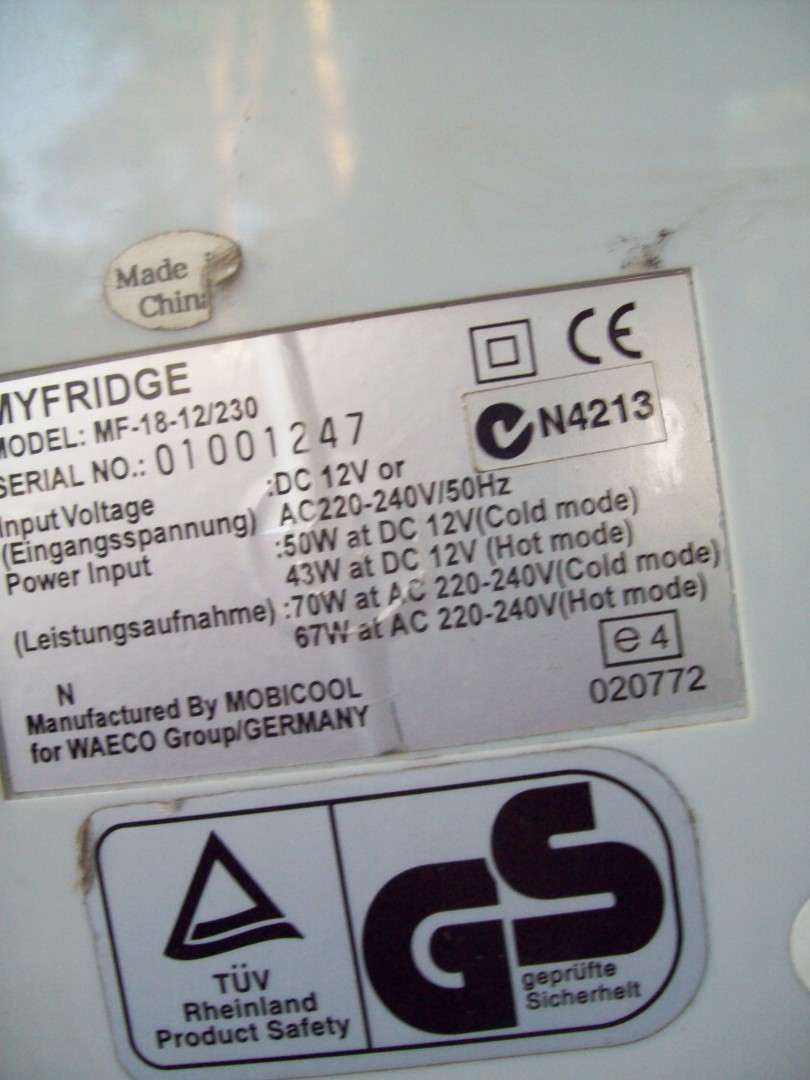 Made
China
MYFRIDGE
MODEL: MF-18-12/230
SERIAL NO.: 01001247
CE
N4213
Input Voltage :DC 12V or
(Eingangsspannung) AC220-240V/50Hz
Power Input :50W at DC 12V(Cold mode)
43W at DC 12V (Hot mode)
(Leistungsaufnahme) :70W at AC 220-240V(Cold mode)
67W at AC 220-240V(Hot mode)
e 4
020772
N
Manufactured By MOBICOOL
for WAECO Group/GERMANY
TÜV
Rheinland
Product Safety
GS
geprüfte
Sicherheit